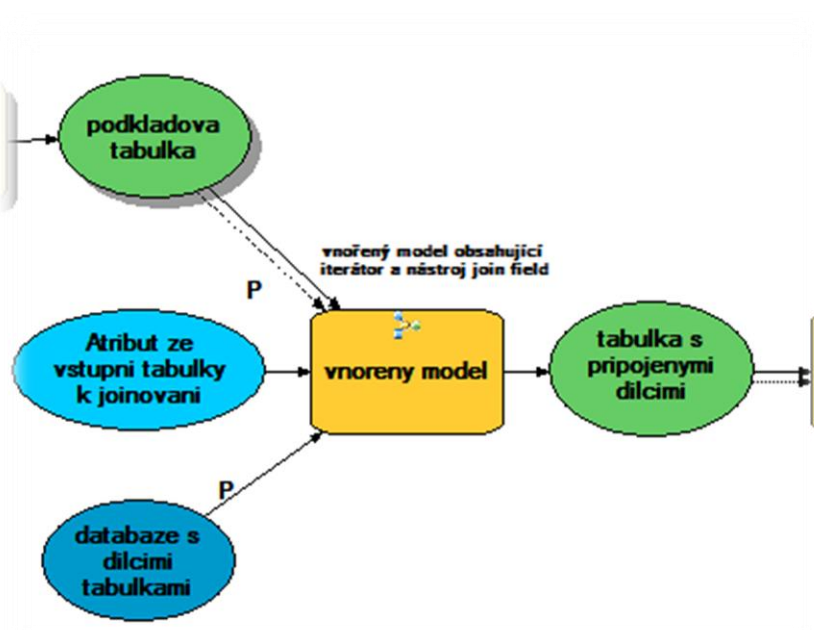 podkladova
tabulka
vnořený model obsahující
iterátor a nástroj join field
P
Atribut ze
vstupni tabulky
k joinovani
vnoreny model
tabulka s
pripojenymi
dilcimi
P
databaze s
dilcimi
tabulkami